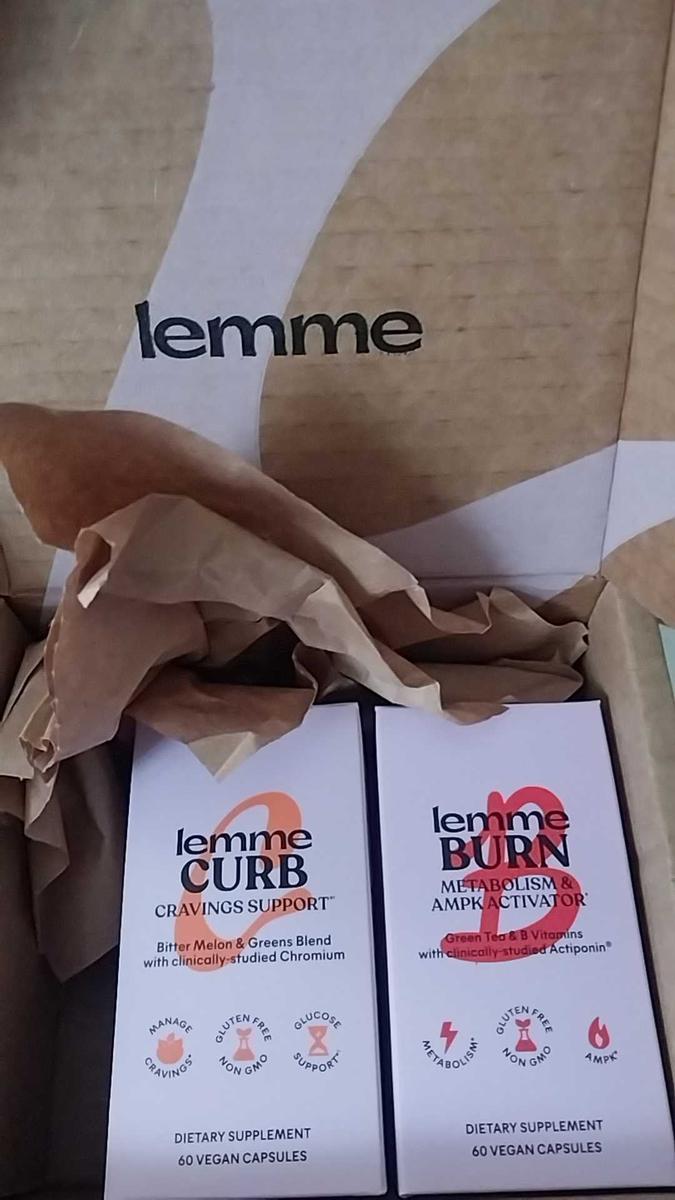 lemme
lemme
CURB
CRAVINGS SUPPORT**
Bitter Melon & Greens Blend
with clinically-studied Chromium
MANAGE
CRAVINGS*
GLUTEN FREE
NON GMO
GLUCOSE
SUPPORT**
DIETARY SUPPLEMENT
60 VEGAN CAPSULES
lemme
BURN
METABOLISM &
AMPK ACTIVATOR*
Green Tea & B Vitamins
with clinically-studied Actiponin®
METABOLISM*
GLUTEN FREE
NON GMO
AMPK*
DIETARY SUPPLEMENT
60 VEGAN CAPSULES